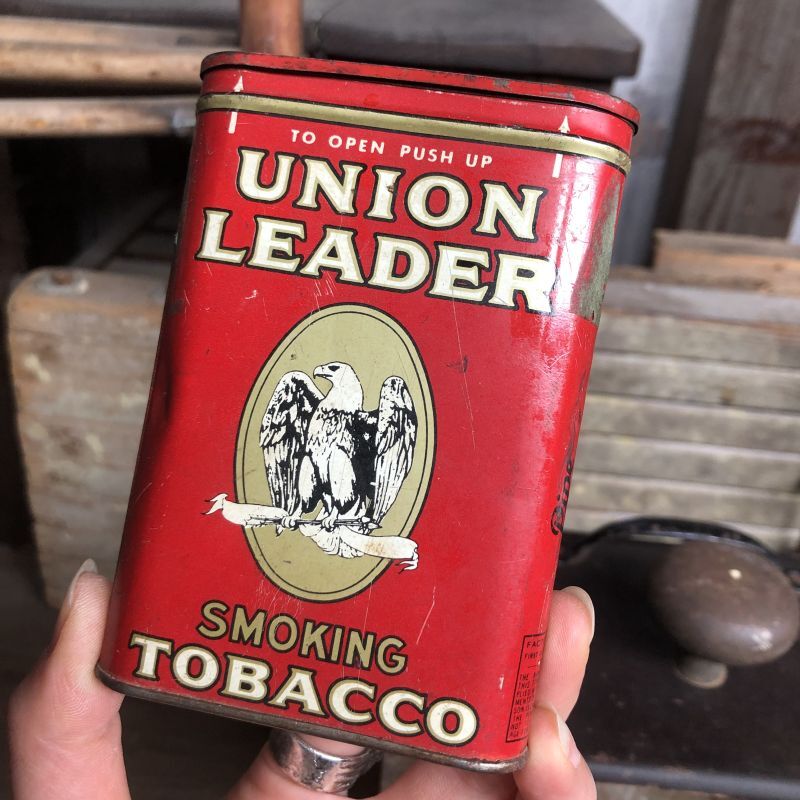 TO OPEN PUSH UP
UNION
LEADER
SMOKING
TOBACCO